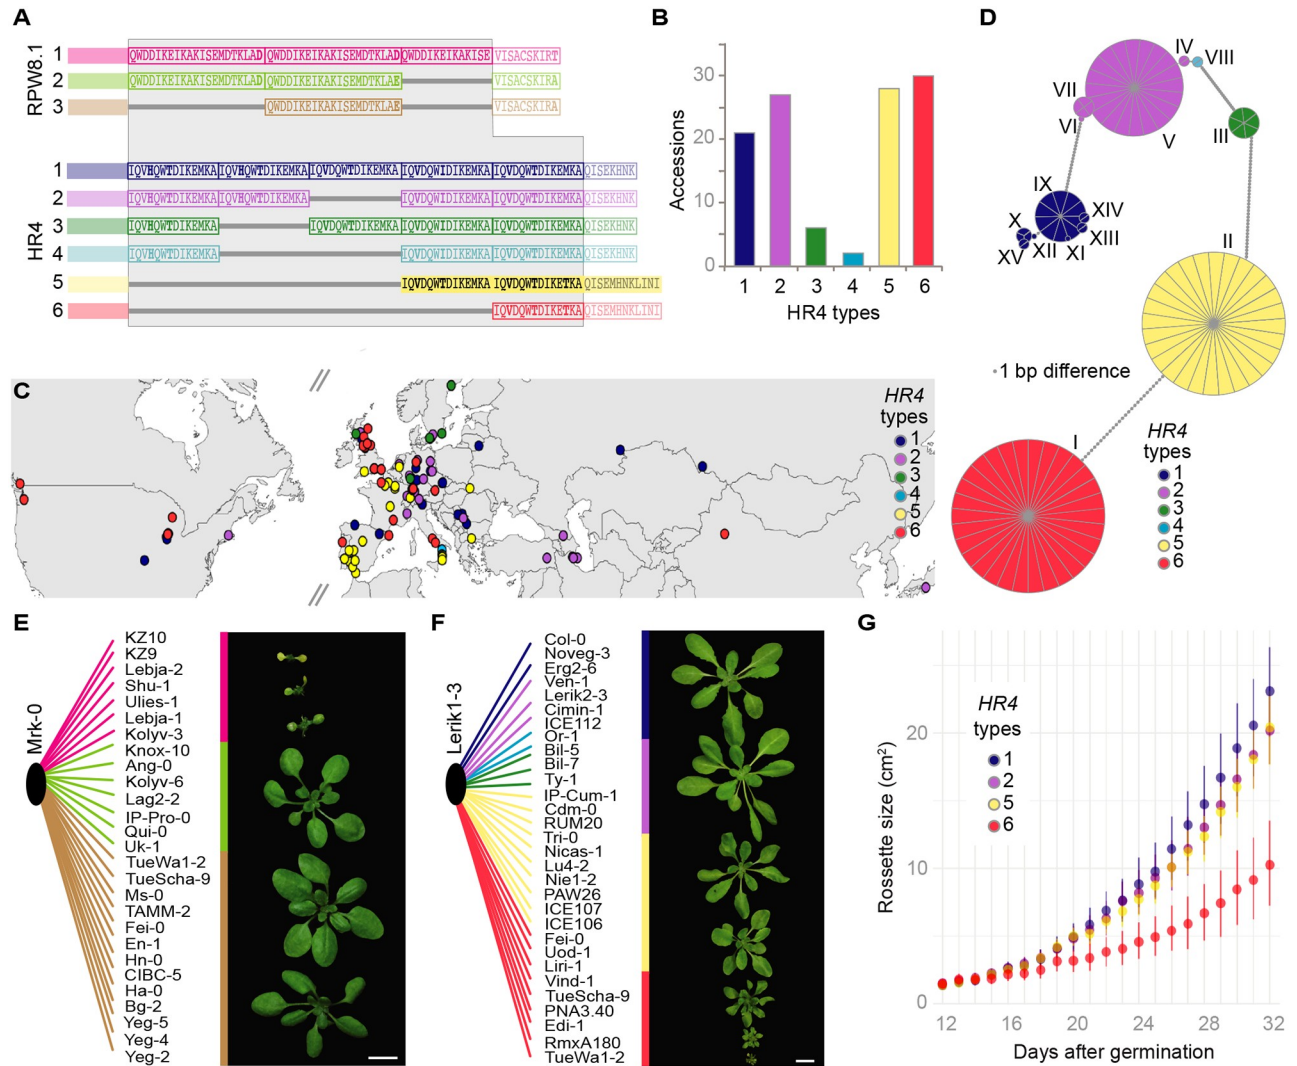 A
RPW8.1
1 QWDDIKEIKAKISEMDTKLAD QWDDIKEIKAKISEMDTKLAD QWDDIKEIKAKISE VISACSKIRT
2 QWDDIKEIKAKISEMDTKLAD QWDDIKEIKAKISEMDTKLAE VISACSKIRA
3 QWDDIKEIKAKISEMDTKLAE VISACSKIRA
HR4
1 IQVHQWTDIKEMKA IQVHQWTDIKEMKA IQVDQWTDIKEMKA IQVDQWIDIKEMKA IQVDQWTDIKEMKA QISEKHNK
2 IQVHQWTDIKEMKA IQVHQWTDIKEMKA IQVDQWIDIKEMKA IQVDQWTDIKEMKA QISEKHNK
3 IQVHQWTDIKEMKA IQVDQWTDIKEMKA IQVDQWIDIKEMKA IQVDQWTDIKEMKA QISEKHNK
4 IQVHQWTDIKEMKA IQVDQWIDIKEMKA IQVDQWTDIKEMKA QISEKHNK
5 IQVDQWTDIKEMKA IQVDQWTDIKETKA QISEMHNKLINI
6 IQVDQWTDIKETKA QISEMHNKLINI
B
Accessions
30
20
10
0
1 2 3 4 5 6
HR4 types
D
IV VIII
VII
VI
V
III
IX
X
XIV
XIII
XV XII XI
II
1 bp difference
I
HR4
types
1
2
3
4
5
6
C
HR4
types
1
2
3
4
5
6
E
Mrk-0
KZ10
KZ9
Lebja-2
Shu-1
Ulies-1
Lebja-1
Kolyv-3
Knox-10
Ang-0
Kolyv-6
Lag2-2
IP-Pro-0
Qui-0
Uk-1
TueWa1-2
TueScha-9
Ms-0
TAMM-2
Fei-0
En-1
Hn-0
CIBC-5
Ha-0
Bg-2
Yeg-5
Yeg-4
Yeg-2
F
Lerik1-3
Col-0
Noveg-3
Erg2-6
Ven-1
Lerik2-3
Cimin-1
ICE112
Or-1
Bil-5
Bil-7
Ty-1
IP-Cum-1
Cdm-0
RUM20
Tri-0
Nicas-1
Lu4-2
Nie1-2
PAW26
ICE107
ICE106
Fei-0
Uod-1
Liri-1
Vind-1
TueScha-9
PNA3.40
Edi-1
RmxA180
TueWa1-2
G
HR4
types
1
2
5
6
Rossette size (cm²)
20
10
0
12 16 20 24 28 32
Days after germination